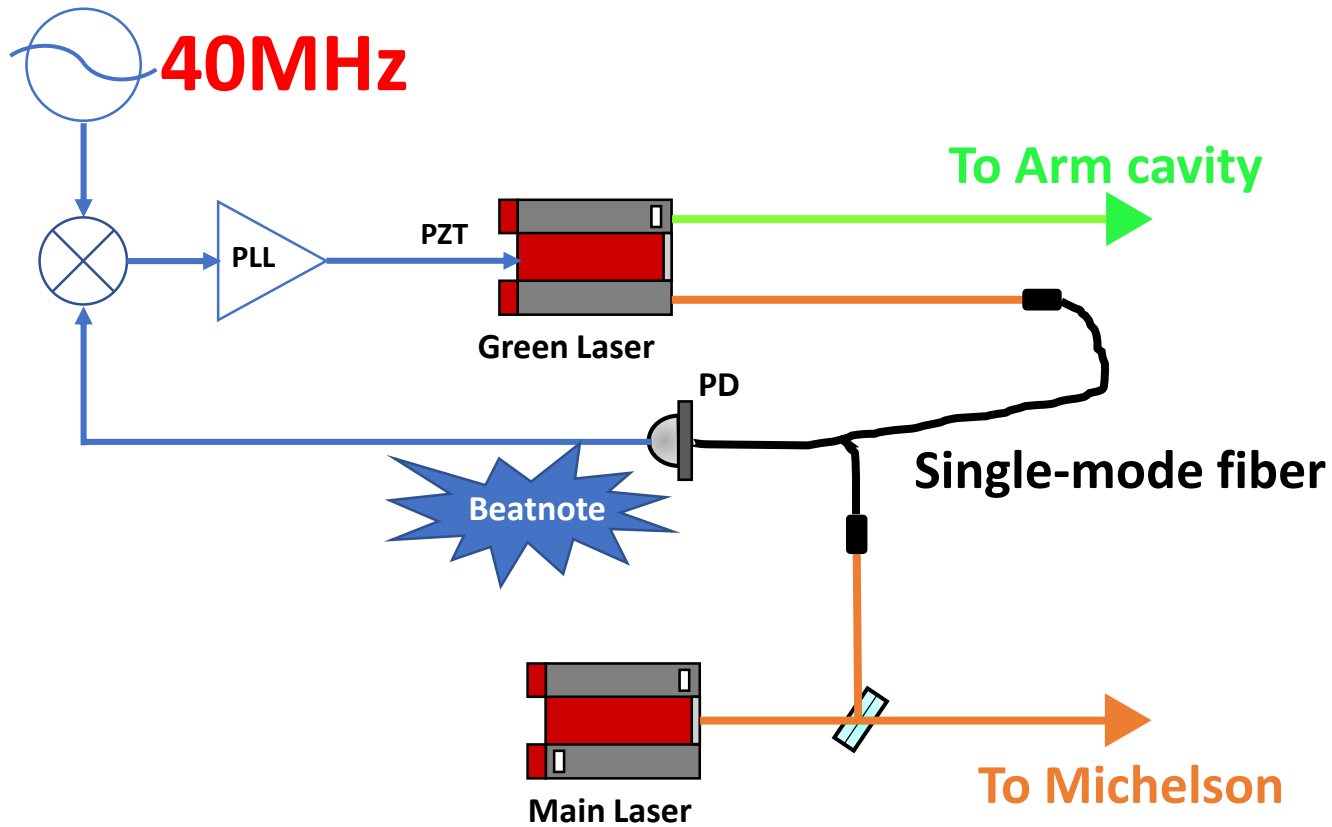 40MHz
To Arm cavity
PZT
PLL
Green Laser
PD
Single-mode fiber
Beatnote
To Michelson
Main Laser